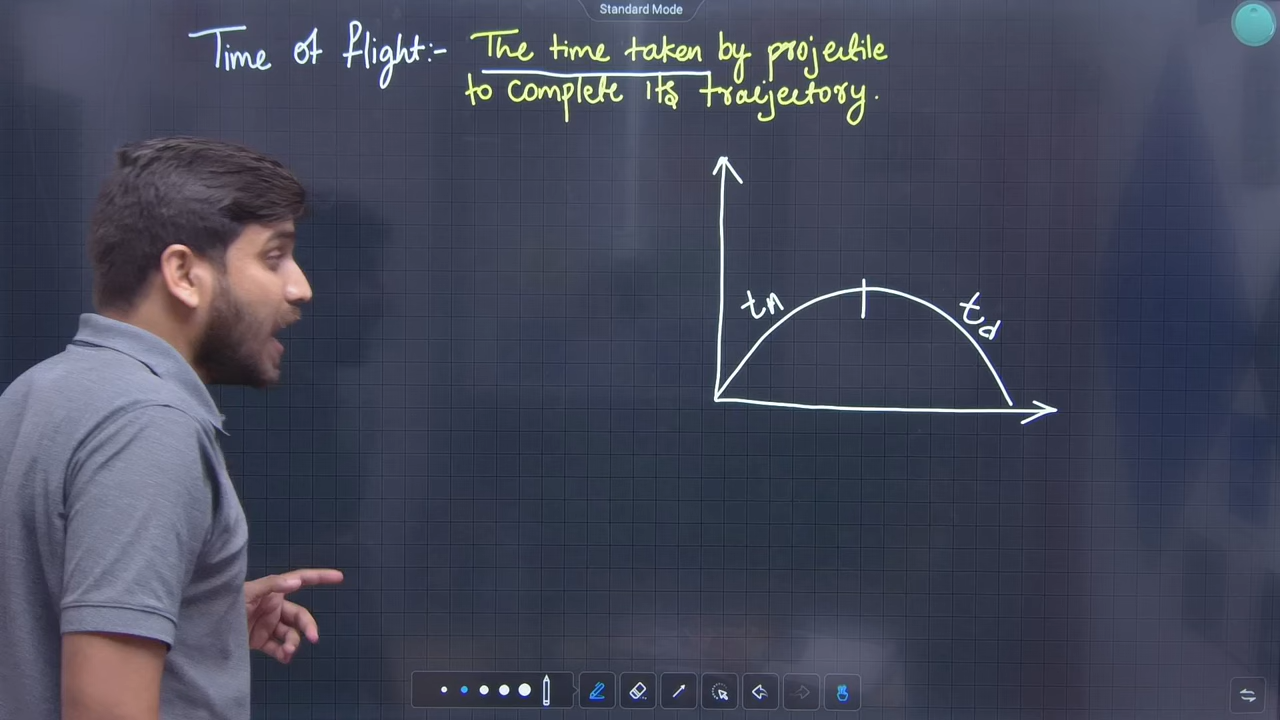 Standard Mode
Time of flight:- The time taken by projectile
to complete its trajectory.
tA
td